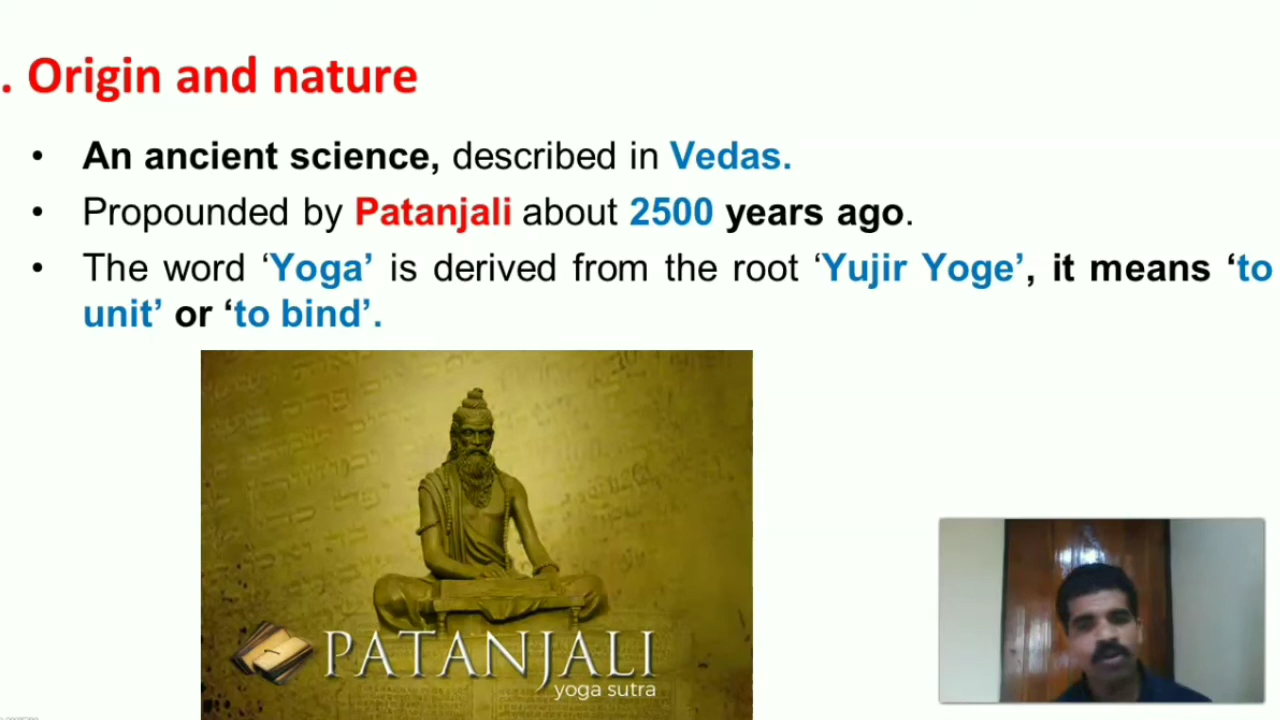 . Origin and nature
• An ancient science, described in Vedas.
• Propounded by Patanjali about 2500 years ago.
• The word ‘Yoga’ is derived from the root ‘Yujir Yoge’, it means ‘to
unit’ or ‘to bind’.
PATANJALI
yoga sutra